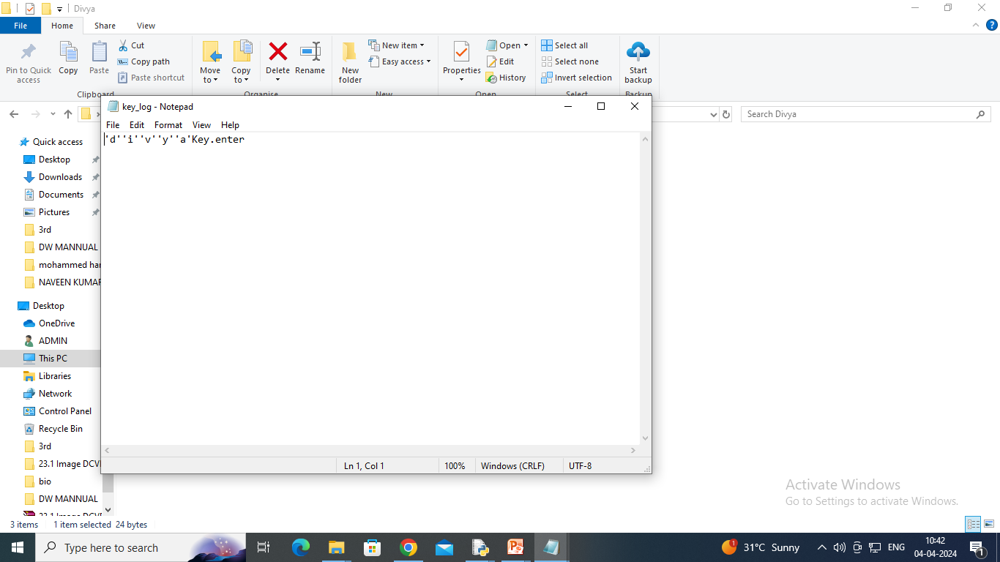 Divya
File Home Share View
Pin to Quick access
Copy
Paste
Cut
Copy path
Paste shortcut
Clipboard
Move to
Copy to
Delete
Rename
Organise
New folder
New item
Easy access
New
Properties
Open
Edit
History
Open
Select all
Select none
Invert selection
Select
Start backup
Backup
Search Divya
key_log - Notepad
File Edit Format View Help
'd''i''v''y''a'Key.enter
Ln 1, Col 1 100% Windows (CRLF) UTF-8
Quick access
Desktop
Downloads
Documents
Pictures
3rd
DW MANNUAL
mohammed har
NAVEEN KUMAR
Desktop
OneDrive
ADMIN
This PC
Libraries
Network
Control Panel
Recycle Bin
3rd
23.1 Image DCV
bio
DW MANNUAL
23.1 Image DCV
Activate Windows
Go to Settings to activate Windows.
3 items 1 item selected 24 bytes
Type here to search
31°C Sunny
ENG
10:42
04-04-2024
1